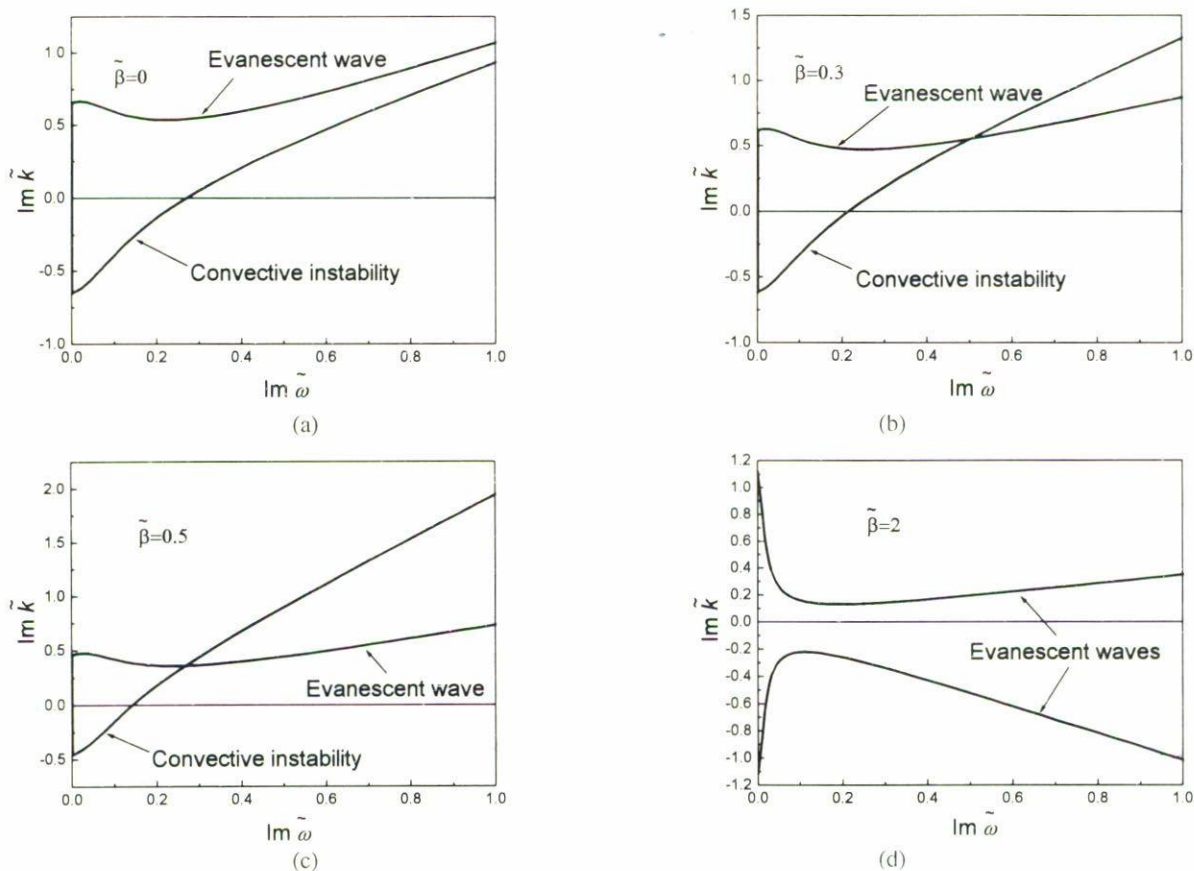 1.0
0.5
0.0
-0.5
-1.0
Im k̃
β̃=0
Evanescent wave
Convective instability
0.0 0.2 0.4 0.6 0.8 1.0
Im ω̃
(a)
1.5
1.0
0.5
0.0
-0.5
-1.0
Im k̃
β̃=0.3
Evanescent wave
Convective instability
0.0 0.2 0.4 0.6 0.8 1.0
Im ω̃
(b)
2.0
1.5
1.0
0.5
0.0
-0.5
Im k̃
β̃=0.5
Evanescent wave
Convective instability
0.0 0.2 0.4 0.6 0.8 1.0
Im ω̃
(c)
1.2
1.0
0.8
0.6
0.4
0.2
0.0
-0.2
-0.4
-0.6
-0.8
-1.0
-1.2
Im k̃
β̃=2
Evanescent waves
0.0 0.2 0.4 0.6 0.8 1.0
Im ω̃
(d)